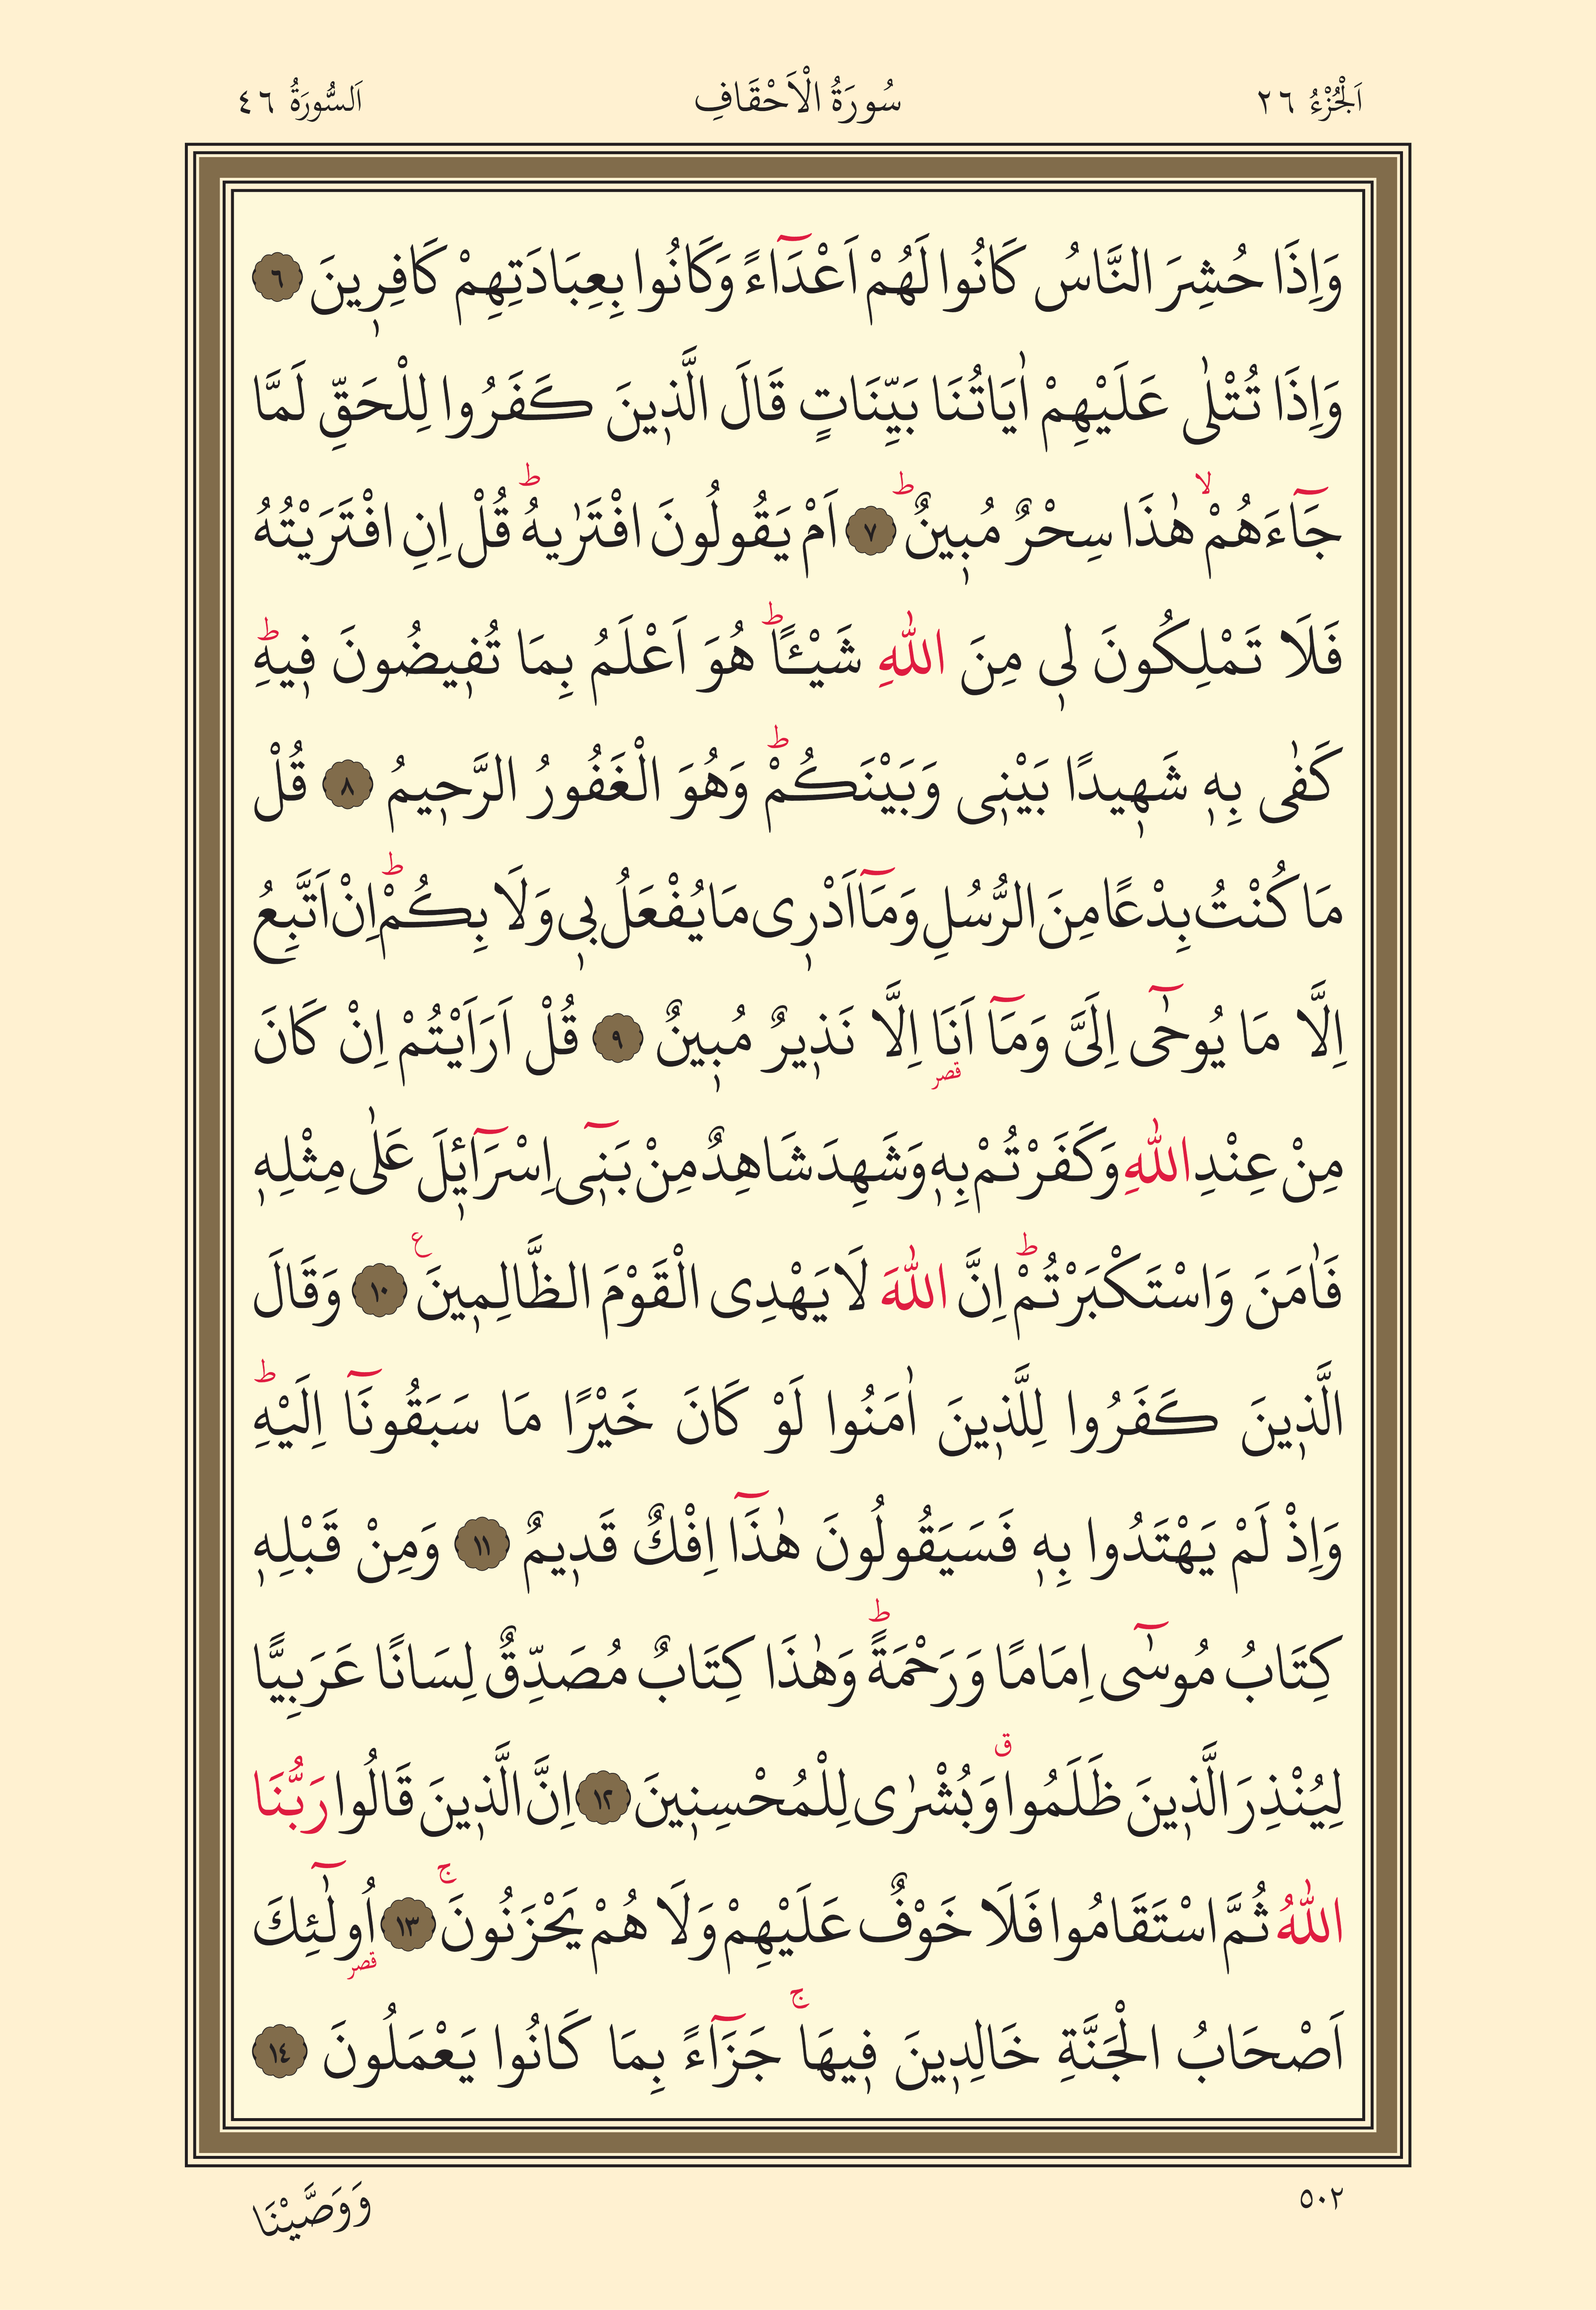 اَلْجُزْءُ ٢٦
سُورَةُ الْاَحْقَافِ
اَلسُّورَةُ ٤٦
وَاِذَا حُشِرَ النَّاسُ كَانُوا لَهُمْ اَعْدَٓاءً وَكَانُوا بِعِبَادَتِهِمْ كَافِر۪ينَ ٦
وَاِذَا تُتْلٰى عَلَيْهِمْ اٰيَاتُنَا بَيِّنَاتٍ قَالَ الَّذ۪ينَ كَفَرُوا لِلْحَقِّ لَمَّا
جَٓاءَهُمْۙ هٰذَا سِحْرٌ مُب۪ينٌۜ ٧ اَمْ يَقُولُونَ افْتَرٰيهُۜ قُلْ اِنِ افْتَرَيْتُهُ
فَلَا تَمْلِكُونَ ل۪ي مِنَ اللّٰهِ شَيْـًٔاۜ هُوَ اَعْلَمُ بِمَا تُف۪يضُونَ ف۪يهِۜ
كَفٰى بِه۪ شَه۪يدًا بَيْن۪ي وَبَيْنَكُمْۜ وَهُوَ الْغَفُورُ الرَّح۪يمُ ٨ قُلْ
مَا كُنْتُ بِدْعًا مِنَ الرُّسُلِ وَمَٓا اَدْر۪ي مَا يُفْعَلُ ب۪ي وَلَا بِكُمْۜ اِنْ اَتَّبِعُ
اِلَّا مَا يُوحٰٓى اِلَيَّ وَمَٓا اَنَا۬ اِلَّا نَذ۪يرٌ مُب۪ينٌ ٩ قُلْ اَرَاَيْتُمْ اِنْ كَانَ
قصر
مِنْ عِنْدِ اللّٰهِ وَكَفَرْتُمْ بِه۪ وَشَهِدَ شَاهِدٌ مِنْ بَن۪ٓي اِسْرَٓائ۪لَ عَلٰى مِثْلِه۪
فَاٰمَنَ وَاسْتَكْبَرْتُمْۜ اِنَّ اللّٰهَ لَا يَهْدِي الْقَوْمَ الظَّالِم۪ينَ ع ١٠ وَقَالَ
الَّذ۪ينَ كَفَرُوا لِلَّذ۪ينَ اٰمَنُوا لَوْ كَانَ خَيْرًا مَا سَبَقُونَٓا اِلَيْهِۜ
وَاِذْ لَمْ يَهْتَدُوا بِه۪ فَسَيَقُولُونَ هٰذَٓا اِفْكٌ قَد۪يمٌ ١١ وَمِنْ قَبْلِه۪
كِتَابُ مُوسٰٓى اِمَامًا وَرَحْمَةًۜ وَهٰذَا كِتَابٌ مُصَدِّقٌ لِسَانًا عَرَبِيًّا
لِيُنْذِرَ الَّذ۪ينَ ظَلَمُواۗ وَبُشْرٰى لِلْمُحْسِن۪ينَ ١٢ اِنَّ الَّذ۪ينَ قَالُوا رَبُّنَا
اللّٰهُ ثُمَّ اسْتَقَامُوا فَلَا خَوْفٌ عَلَيْهِمْ وَلَا هُمْ يَحْزَنُونَۚ ١٣ اُو۬لٰٓئِكَ
قصر
اَصْحَابُ الْجَنَّةِ خَالِد۪ينَ ف۪يهَاۚ جَزَٓاءً بِمَا كَانُوا يَعْمَلُونَ ١٤
٥٠٢
وَوَصَّيْنَا